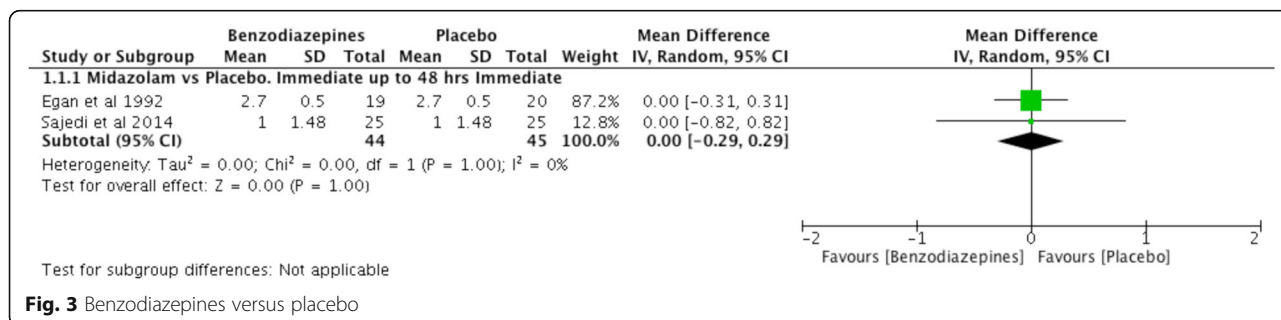 Benzodiazepines Placebo Mean Difference Mean Difference
Study or Subgroup Mean SD Total Mean SD Total Weight IV, Random, 95% CI IV, Random, 95% CI
1.1.1 Midazolam vs Placebo. Immediate up to 48 hrs Immediate
Egan et al 1992 2.7 0.5 19 2.7 0.5 20 87.2% 0.00 [-0.31, 0.31]
Sajedi et al 2014 1 1.48 25 1 1.48 25 12.8% 0.00 [-0.82, 0.82]
Subtotal (95% CI) 44 45 100.0% 0.00 [-0.29, 0.29]
Heterogeneity: Tau² = 0.00; Chi² = 0.00, df = 1 (P = 1.00); I² = 0%
Test for overall effect: Z = 0.00 (P = 1.00)
-2 -1 0 1 2
Favours [Benzodiazepines] Favours [Placebo]
Test for subgroup differences: Not applicable
Fig. 3 Benzodiazepines versus placebo